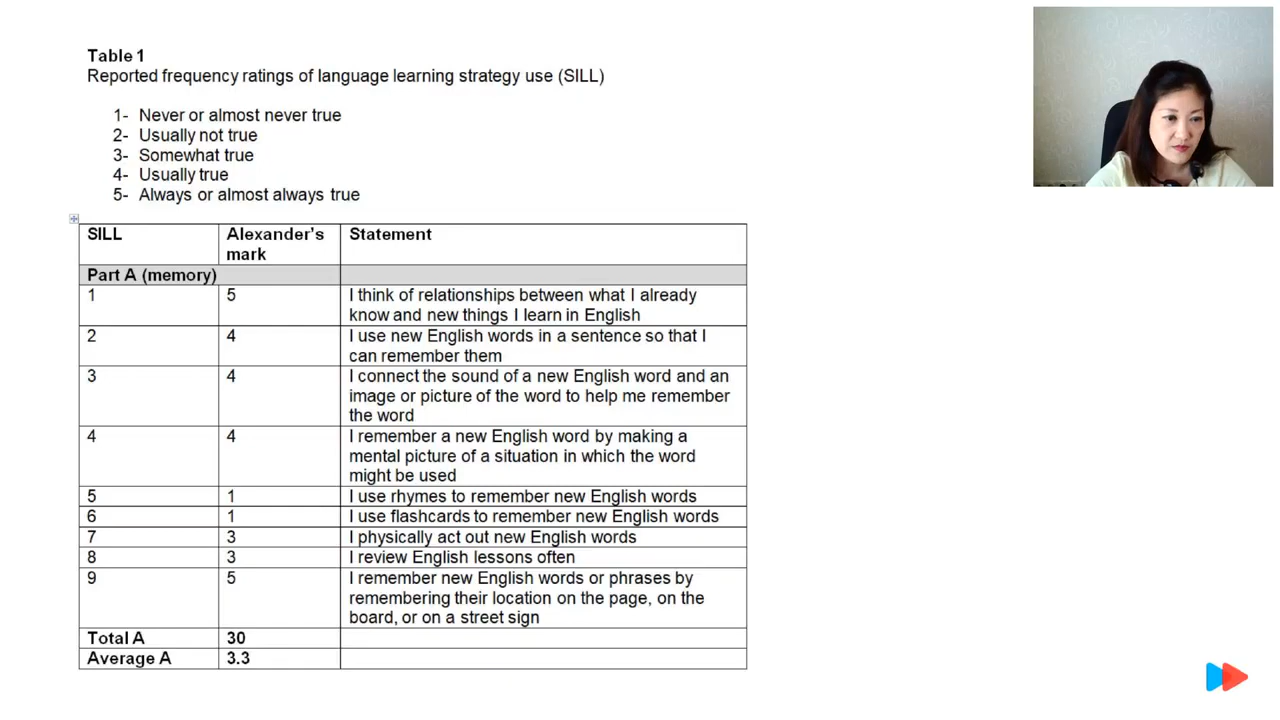 Table 1
Reported frequency ratings of language learning strategy use (SILL)
1- Never or almost never true
2- Usually not true
3- Somewhat true
4- Usually true
5- Always or almost always true
SILL Alexander's mark Statement
Part A (memory)
1 5 I think of relationships between what I already
know and new things I learn in English
2 4 I use new English words in a sentence so that I
can remember them
3 4 I connect the sound of a new English word and an
image or picture of the word to help me remember
the word
4 4 I remember a new English word by making a
mental picture of a situation in which the word
might be used
5 1 I use rhymes to remember new English words
6 1 I use flashcards to remember new English words
7 3 I physically act out new English words
8 3 I review English lessons often
9 5 I remember new English words or phrases by
remembering their location on the page, on the
board, or on a street sign
Total A 30
Average A 3.3